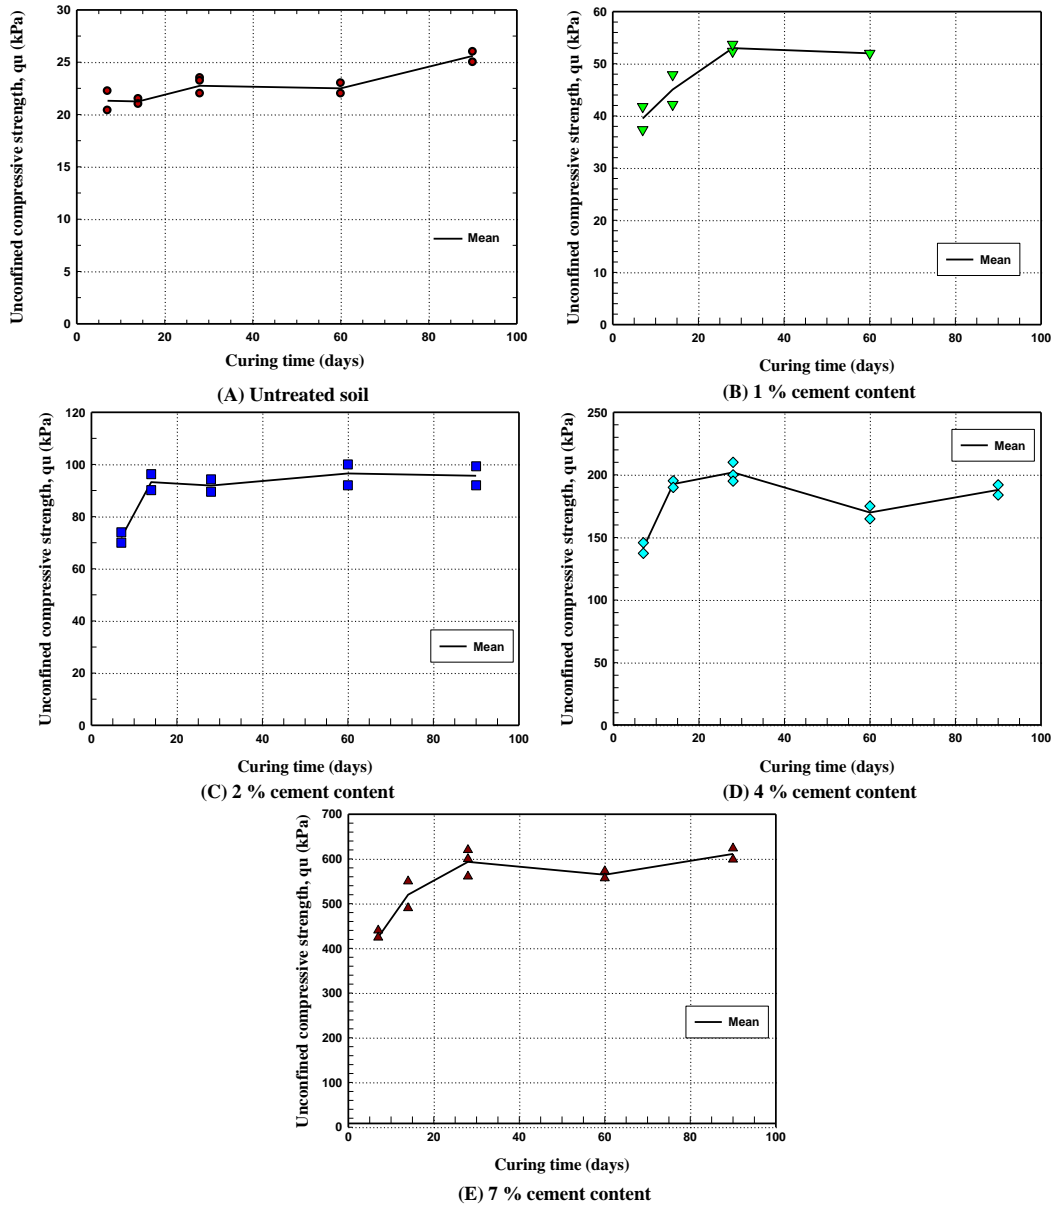 Unconfined compressive strength, qu (kPa)
30
25
20
15
10
5
0
Mean
0 20 40 60 80 100
Curing time (days)
(A) Untreated soil
Unconfined compressive strength, qu (kPa)
60
50
40
30
20
10
0
Mean
0 20 40 60 80 100
Curing time (days)
(B) 1 % cement content
Unconfined compressive strength, qu (kPa)
120
100
80
60
40
20
0
Mean
0 20 40 60 80 100
Curing time (days)
(C) 2 % cement content
Unconfined compressive strength, qu (kPa)
250
200
150
100
50
0
Mean
0 20 40 60 80 100
Curing time (days)
(D) 4 % cement content
Unconfined compressive strength, qu (kPa)
700
600
500
400
300
200
100
0
Mean
0 20 40 60 80 100
Curing time (days)
(E) 7 % cement content